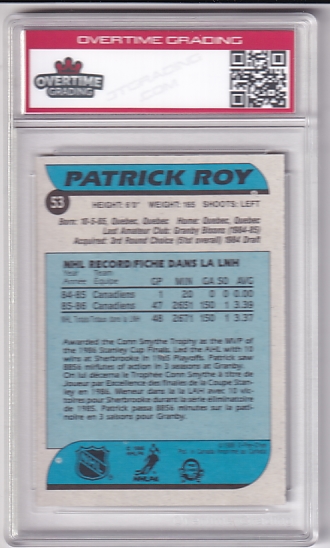 OVERTIME GRADING
OVERTIME
GRADING
PATRICK ROY
53
HEIGHT: 6'0" WEIGHT: 165 SHOOTS: LEFT
Born: 10-5-65, Quebec, Quebec Home: Quebec, Quebec
Last Amateur Club: Granby Bisons (1984-85)
Acquired: 3rd Round Choice (51st overall) 1984 Draft
NHL RECORD/FICHE DANS LA LNH
Year Team
Année Équipe GP MIN GA SO AVG
84-85 Canadiens 1 20 0 0 0.00
85-86 Canadiens 47 2651 150 1 3.39
NHL Totals 48 2671 150 1 3.37
Awarded the Conn Smythe Trophy as the MVP of
the 1986 Stanley Cup Finals. Led the AHL with 10
wins at Sherbrooke in 1985 Playoffs. Patrick saw
8856 minutes of action in 3 seasons at Granby.
On lui décerna le Trophée Conn Smythe à titre de
Joueur par Excellence des finales de la Coupe Stan-
ley en 1986. Meneur dans la LAH avec 10 vic-
toires pour Sherbrooke durant la série éliminatoire
de 1985. Patrick passa 8856 minutes sur la pati-
noire en 3 saisons pour Granby.
NHL